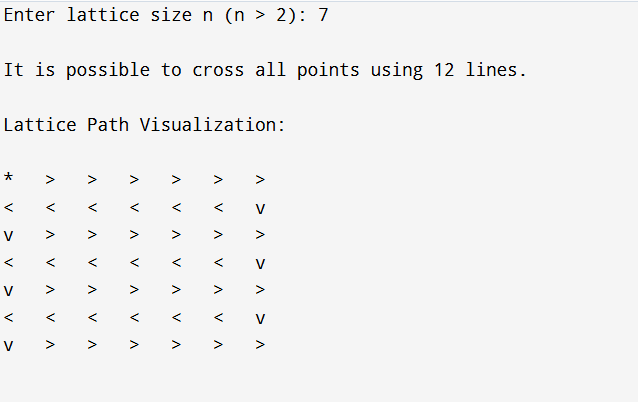 Enter lattice size n (n > 2): 7
It is possible to cross all points using 12 lines.
Lattice Path Visualization:
* > > > > > >
< < < < < < v
v > > > > > >
< < < < < < v
v > > > > > >
< < < < < < v
v > > > > > >